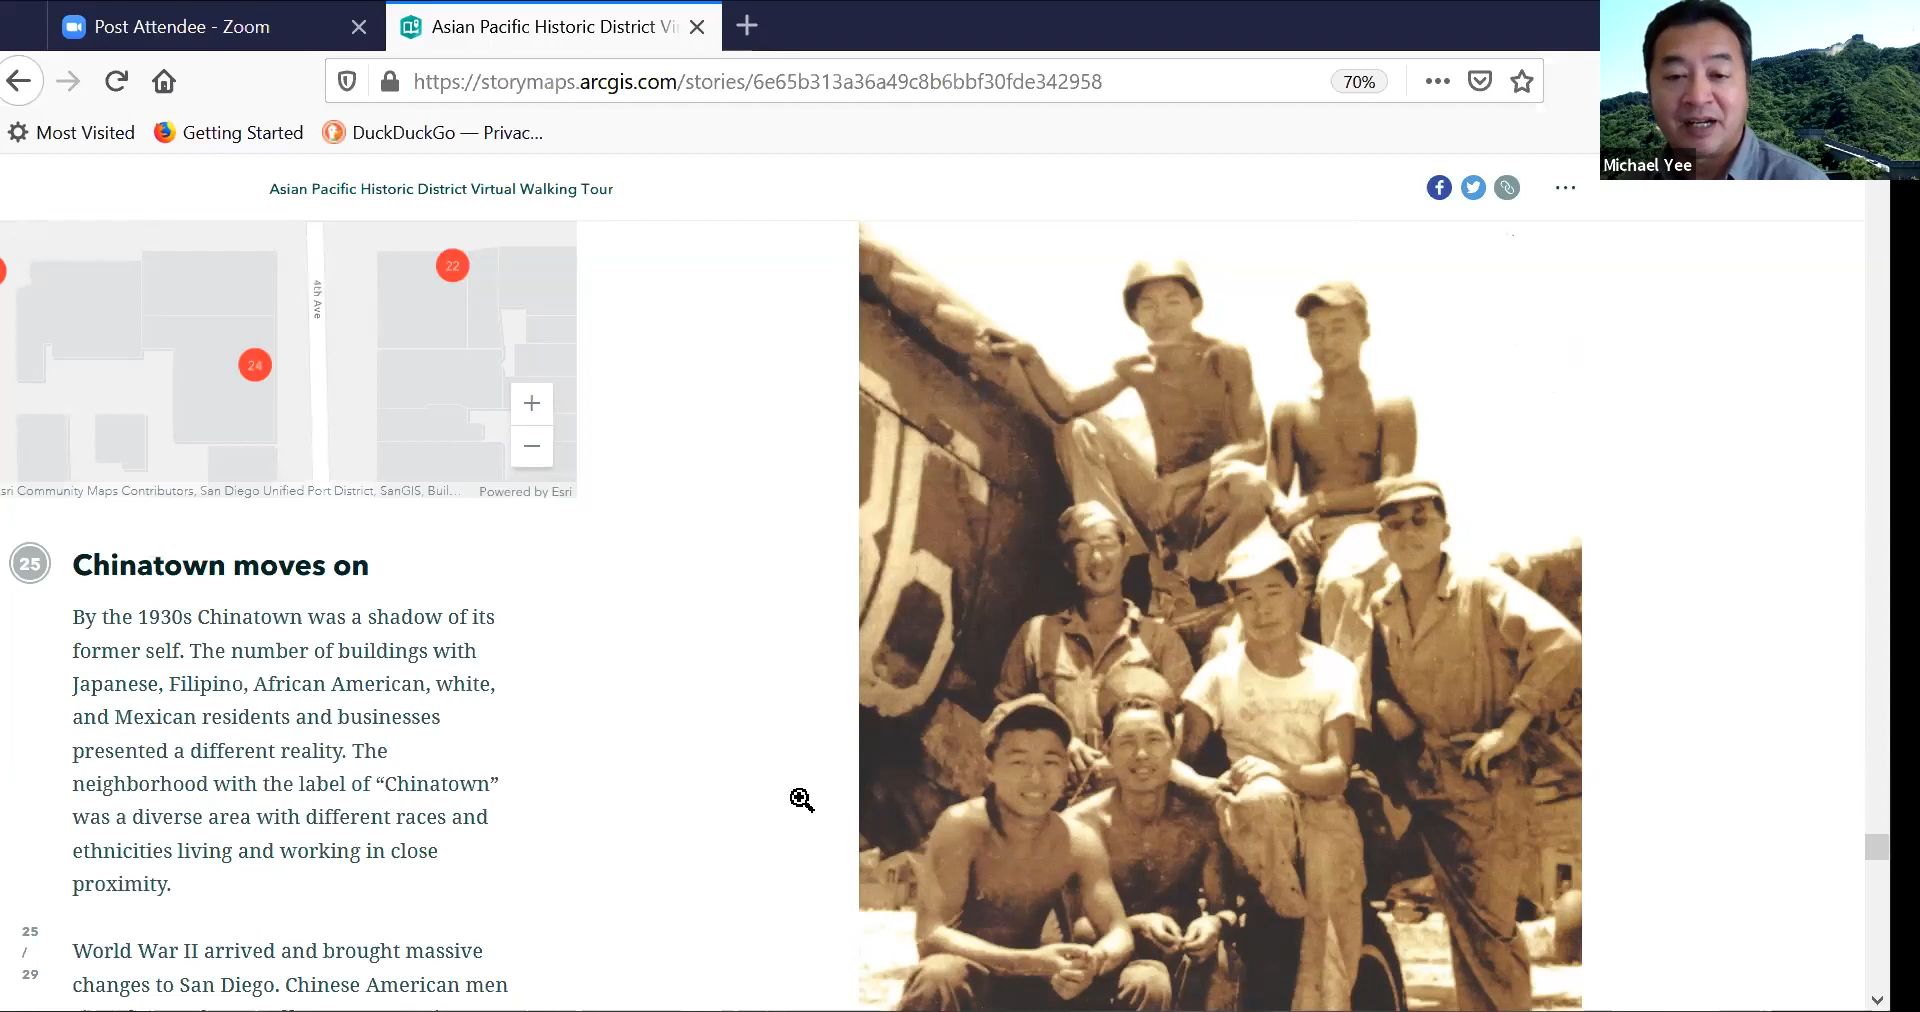 Post Attendee - Zoom
Asian Pacific Historic District Vi
https://storymaps.arcgis.com/stories/6e65b313a36a49c8b6bbf30fde342958
70%
Most Visited
Getting Started
DuckDuckGo — Privac...
Michael Yee
Asian Pacific Historic District Virtual Walking Tour
22
4th Ave
24
sri Community Maps Contributors, San Diego Unified Port District, SanGIS, Buil...
Powered by Esri
25
Chinatown moves on
By the 1930s Chinatown was a shadow of its
former self. The number of buildings with
Japanese, Filipino, African American, white,
and Mexican residents and businesses
presented a different reality. The
neighborhood with the label of “Chinatown”
was a diverse area with different races and
ethnicities living and working in close
proximity.
25
/
29
World War II arrived and brought massive
changes to San Diego. Chinese American men